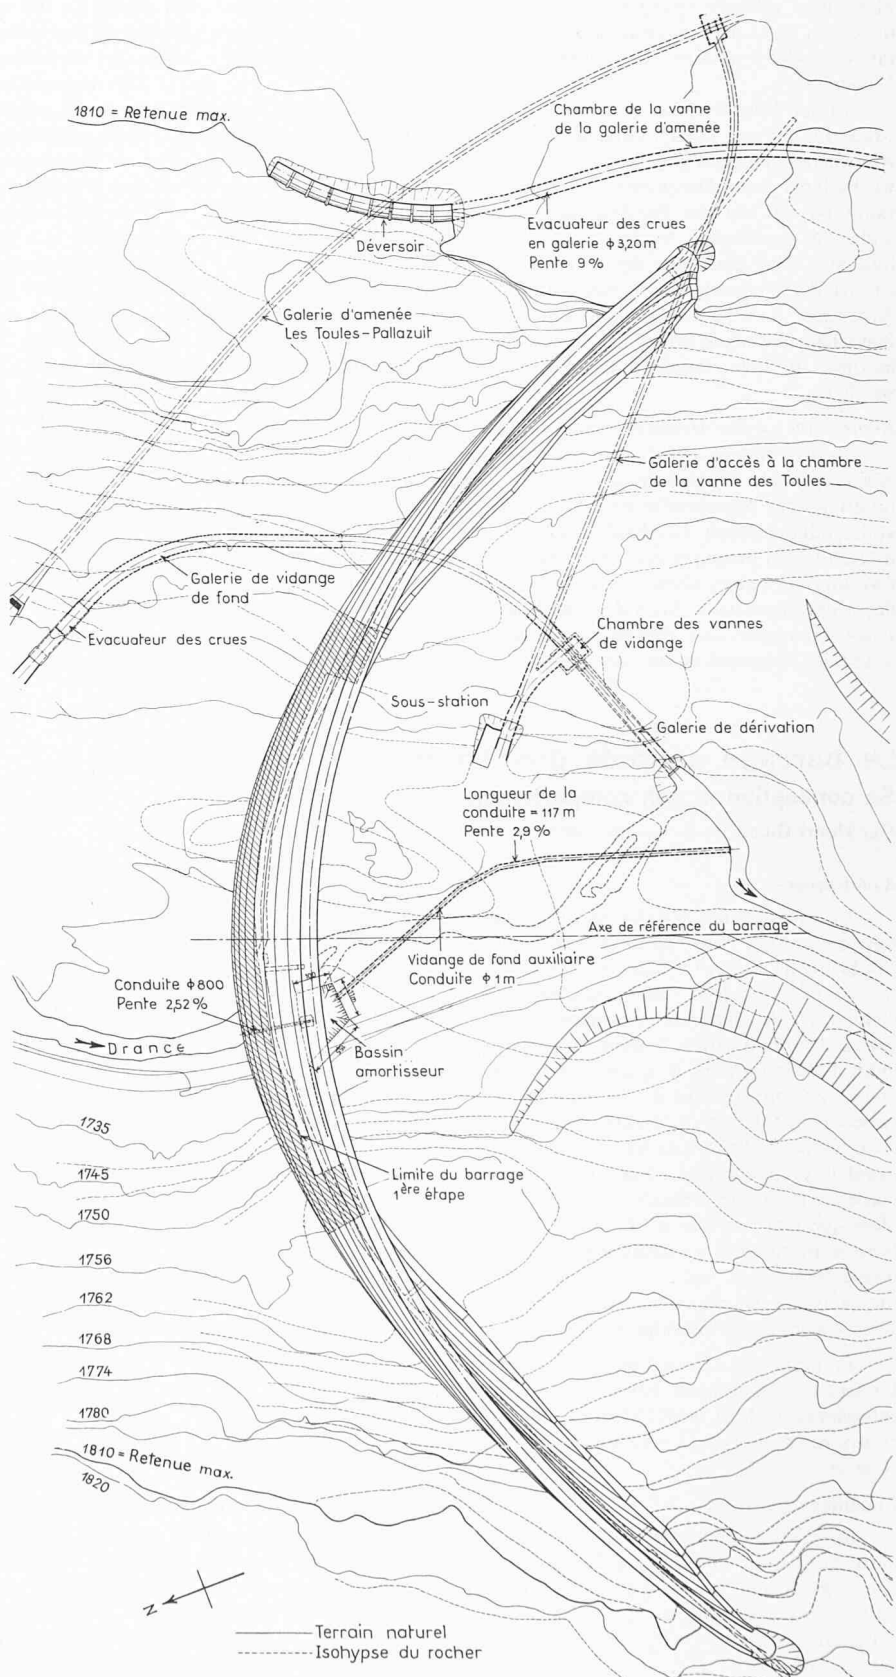 1810 = Retenue max.
Chambre de la vanne
de la galerie d'amenée
Déversoir
Evacuateur des crues
en galerie ϕ 3,20 m
Pente 9 %
Galerie d'amenée
Les Toules-Pallazuit
Galerie d'accès à la chambre
de la vanne des Toules
Galerie de vidange
de fond
Evacuateur des crues
Chambre des vannes
de vidange
Sous-station
Galerie de dérivation
Longueur de la
conduite = 117 m
Pente 2,9 %
Axe de référence du barrage
Vidange de fond auxiliaire
Conduite ϕ 1 m
Conduite ϕ 800
Pente 2,52 %
Drance
Bassin
amortisseur
1735
1745
Limite du barrage
1ère étape
1750
1756
1762
1768
1774
1780
1810 = Retenue max.
1820
N
Terrain naturel
Isohypse du rocher